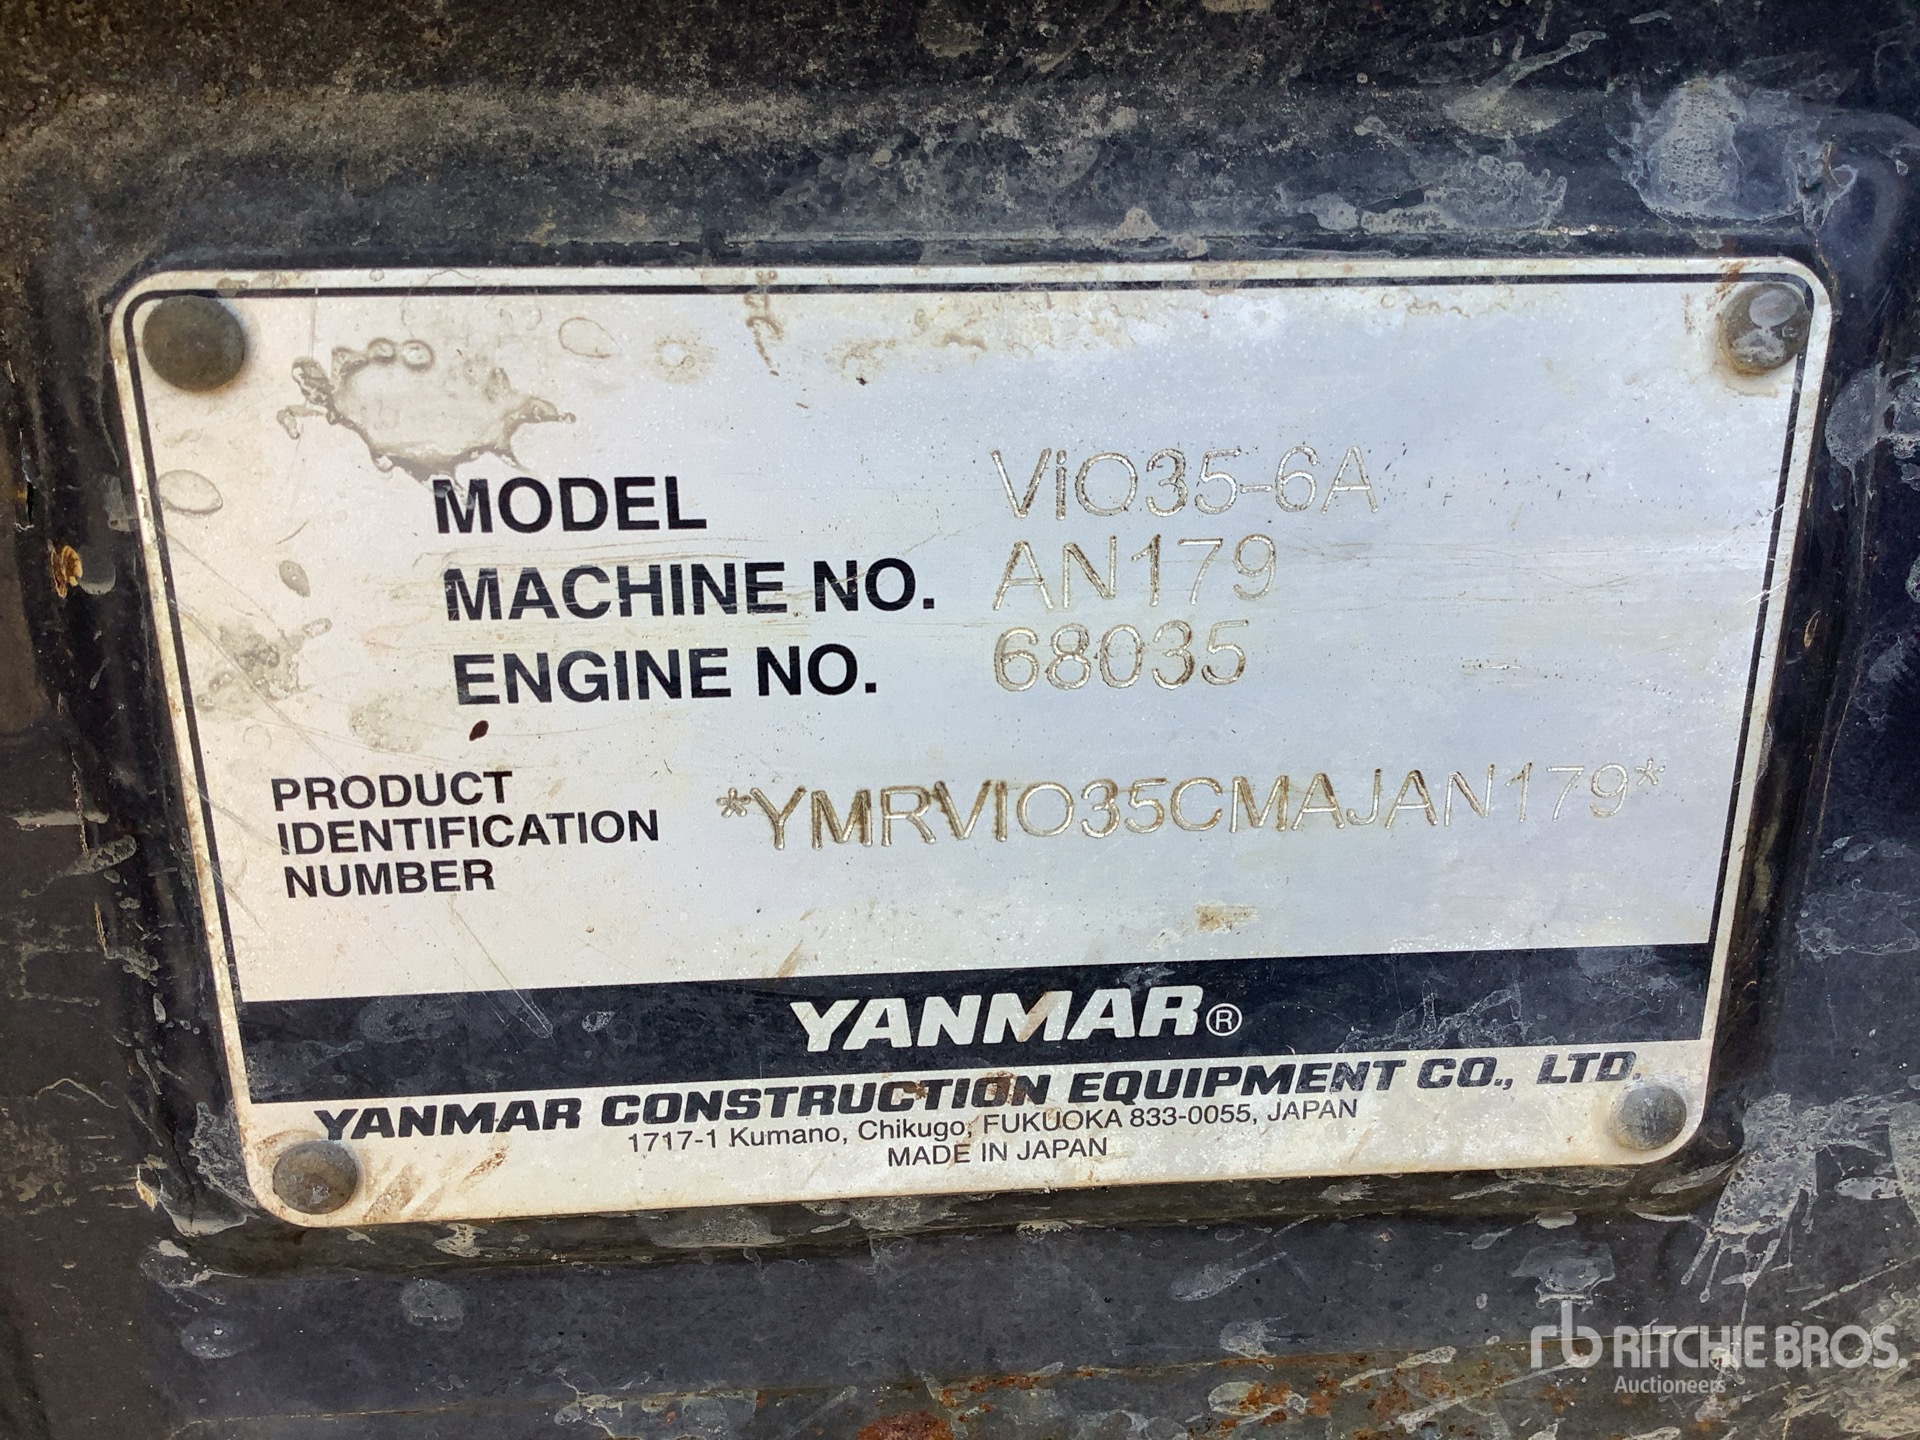 MODEL ViO35-6A
MACHINE NO. AN179
ENGINE NO. 68035
PRODUCT
IDENTIFICATION
NUMBER
*YMRVIO35CMAJAN179*
YANMAR®
YANMAR CONSTRUCTION EQUIPMENT CO., LTD.
1717-1 Kumano, Chikugo, FUKUOKA 833-0055, JAPAN
MADE IN JAPAN
rb RITCHIE BROS.
Auctioneers